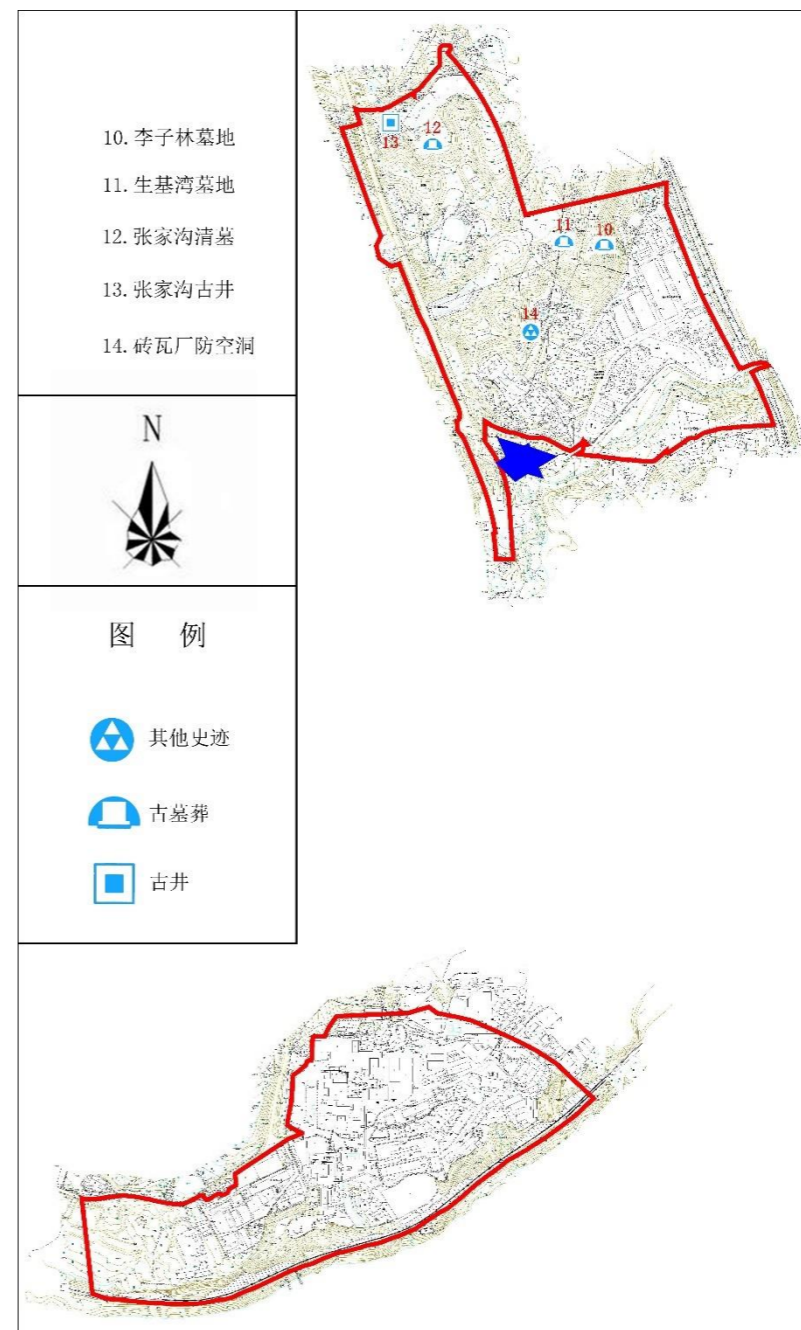 10.李子林墓地
11.生基湾墓地
12.张家沟清墓
13.张家沟古井
14.砖瓦厂防空洞
N
图 例
其他史迹
古墓葬
古井
12
13
11
10
14